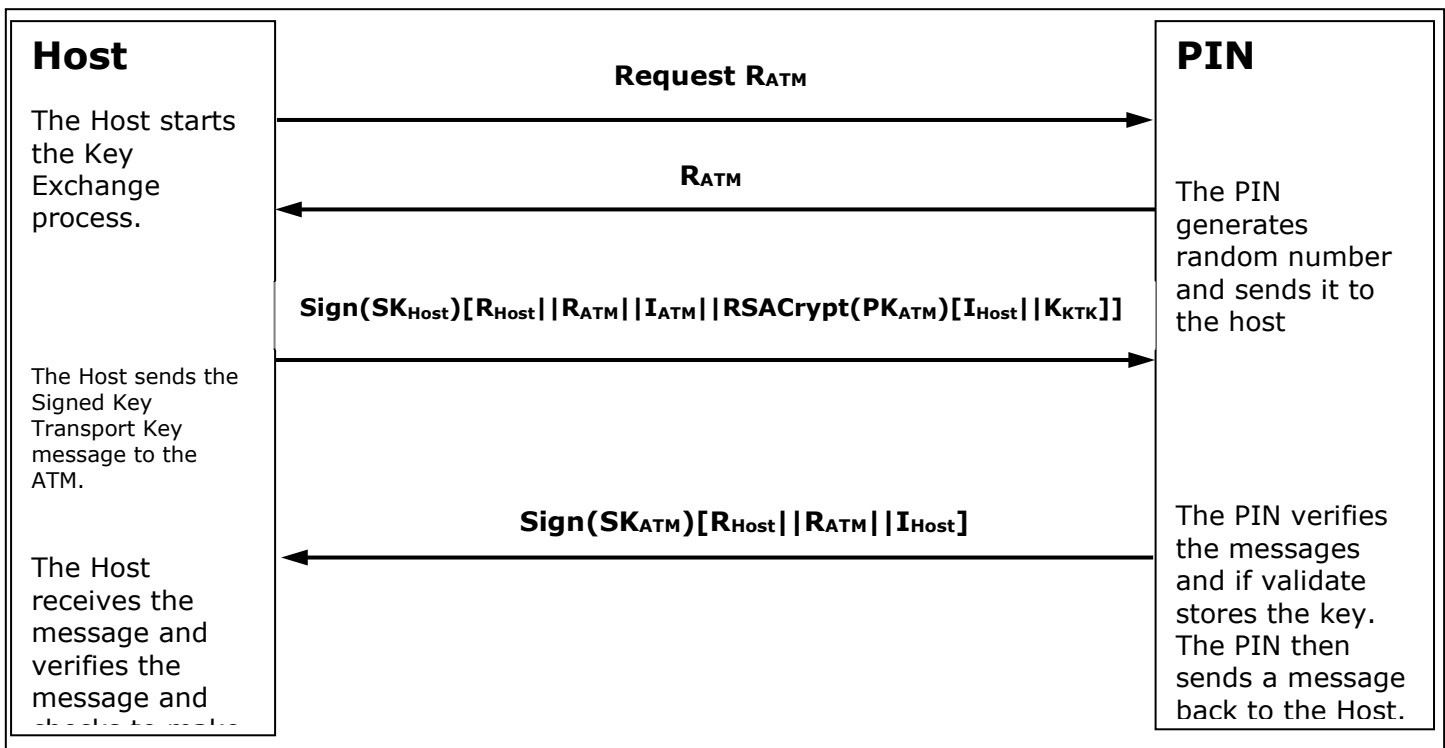 Host
The Host starts
the Key
Exchange
process.
The Host sends the
Signed Key
Transport Key
message to the
ATM.
The Host
receives the
message and
verifies the
message and
checks to make
Request RATM
RATM
Sign(SKHost)[RHost||RATM||IATM||RSACrypt(PKATM)[IHost||KKTK]]
Sign(SKATM)[RHost||RATM||IHost]
PIN
The PIN
generates
random number
and sends it to
the host
The PIN verifies
the messages
and if validate
stores the key.
The PIN then
sends a message
back to the Host.